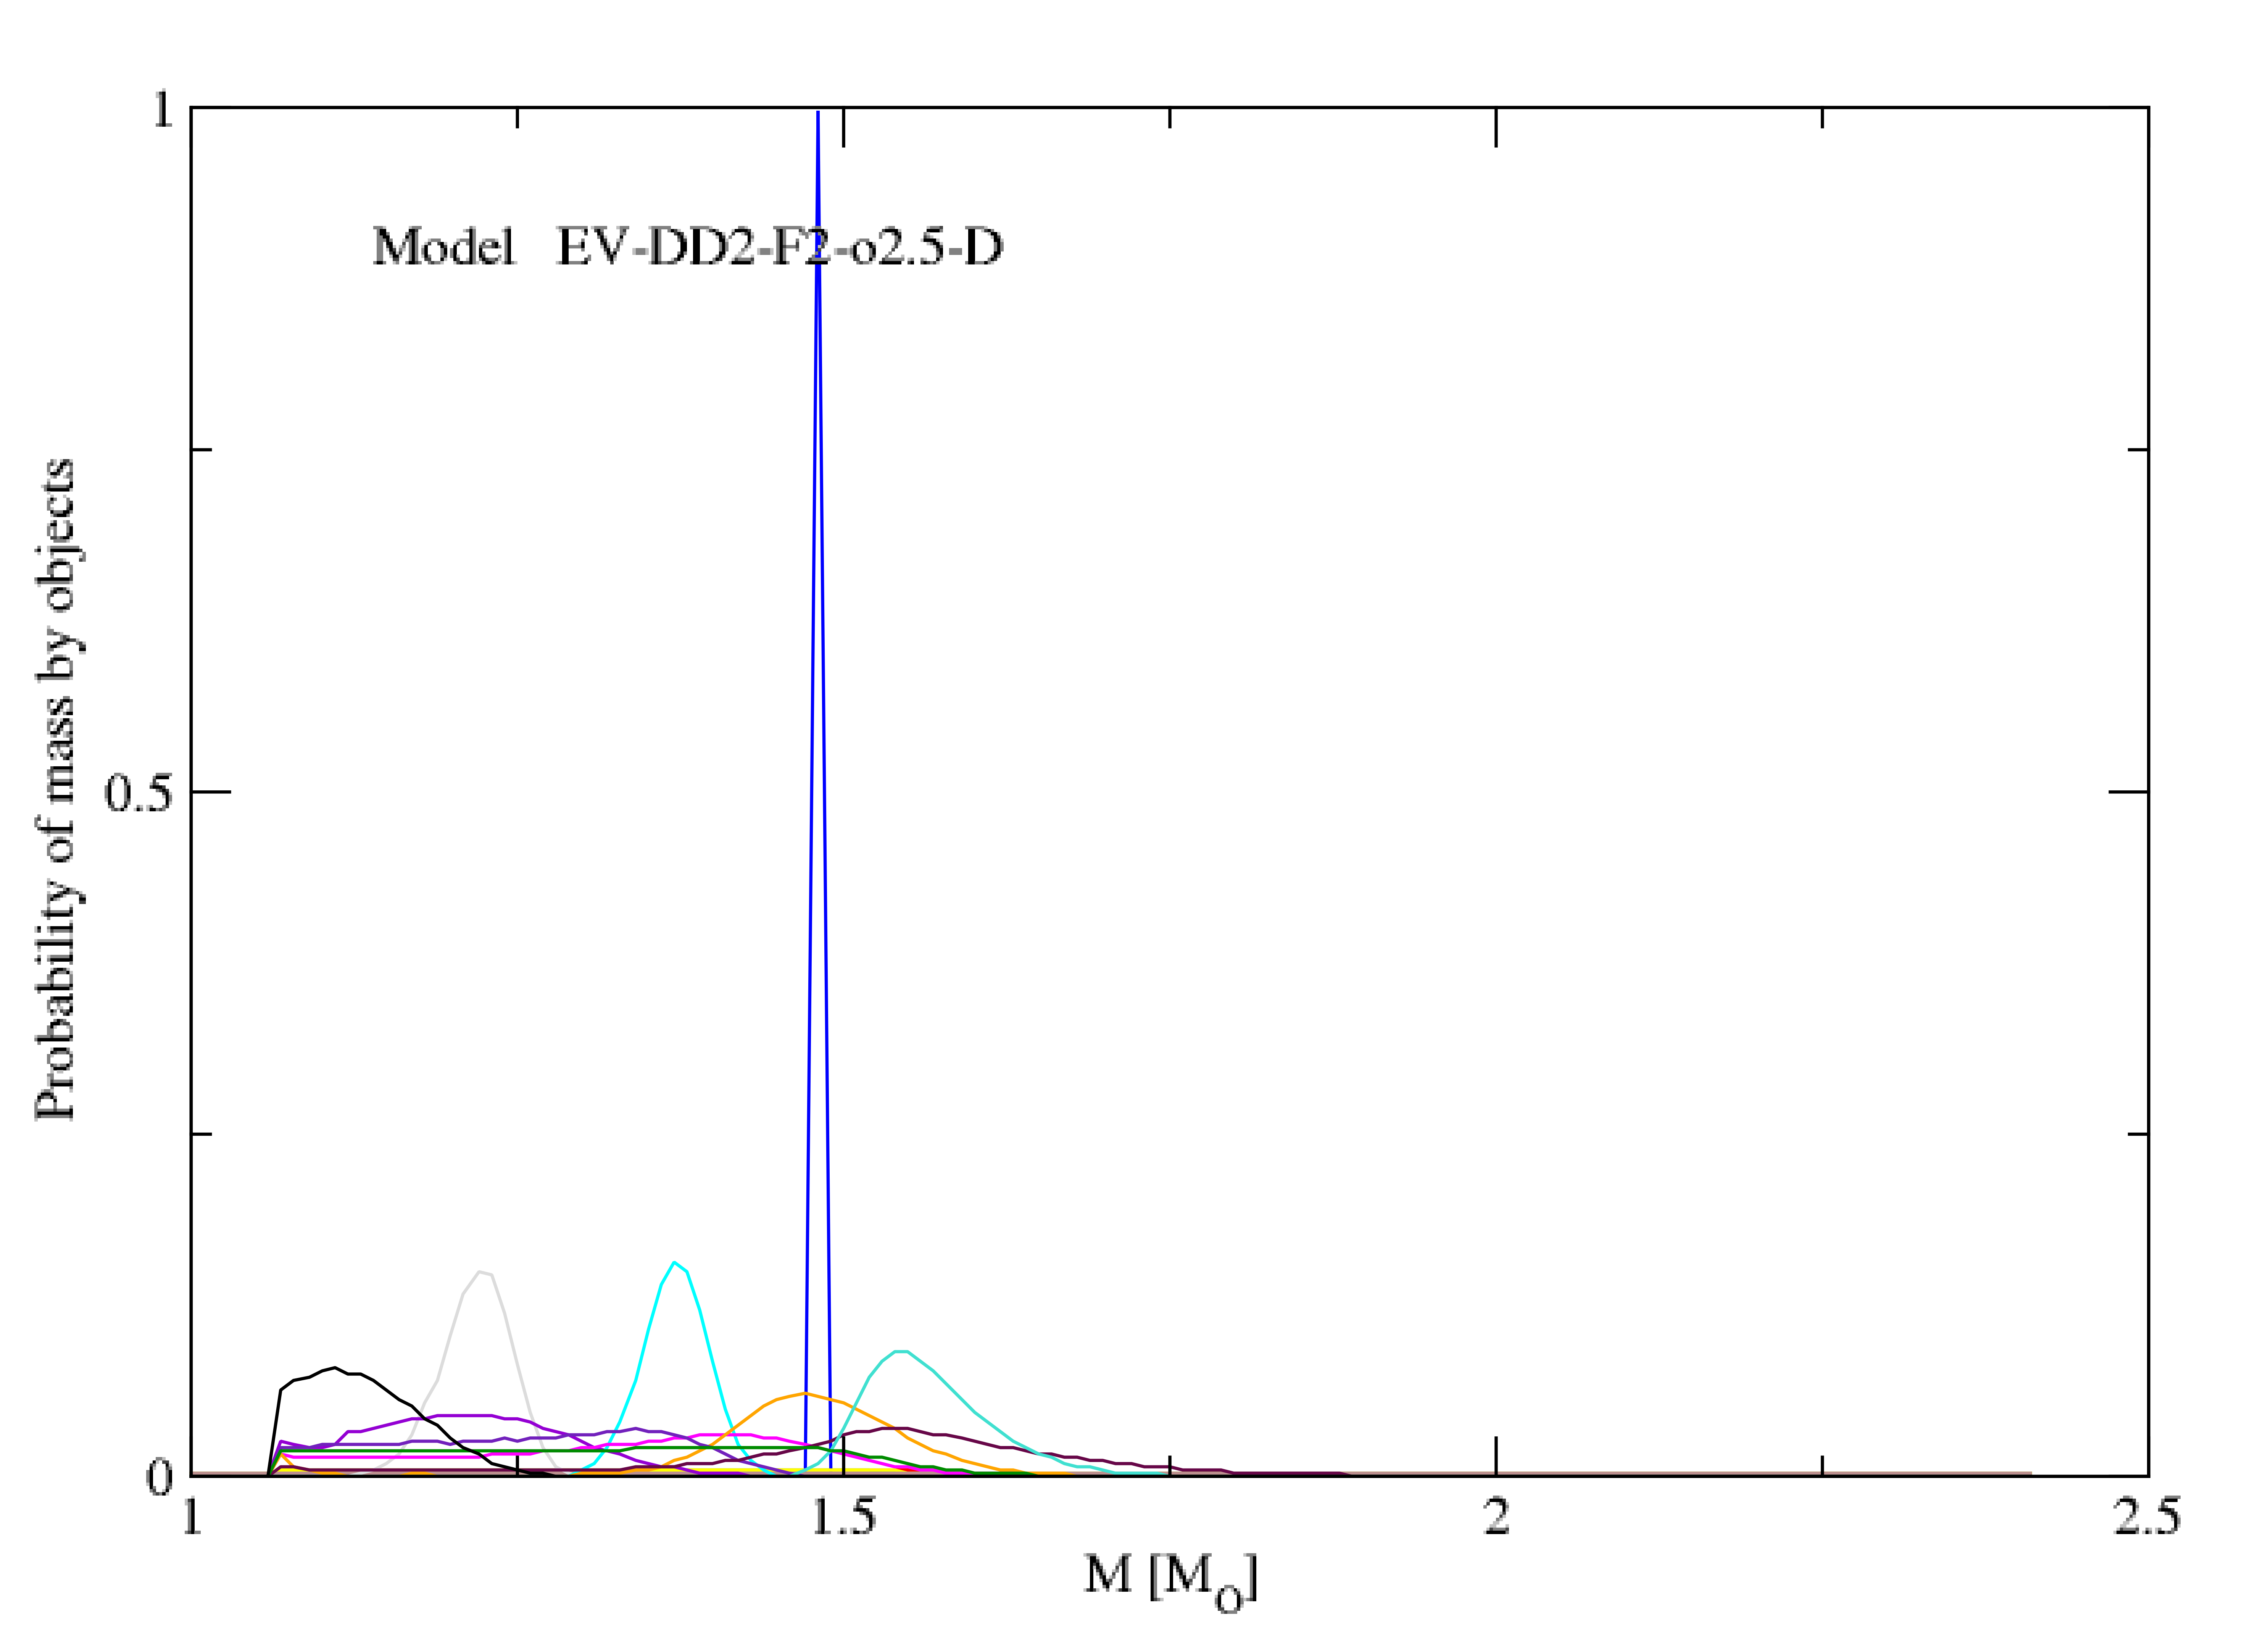 1
Model EV-DD2-F2-o2.5-D
Probability of mass by objects
0.5
0
1
1.5
2
2.5
M [M_O]